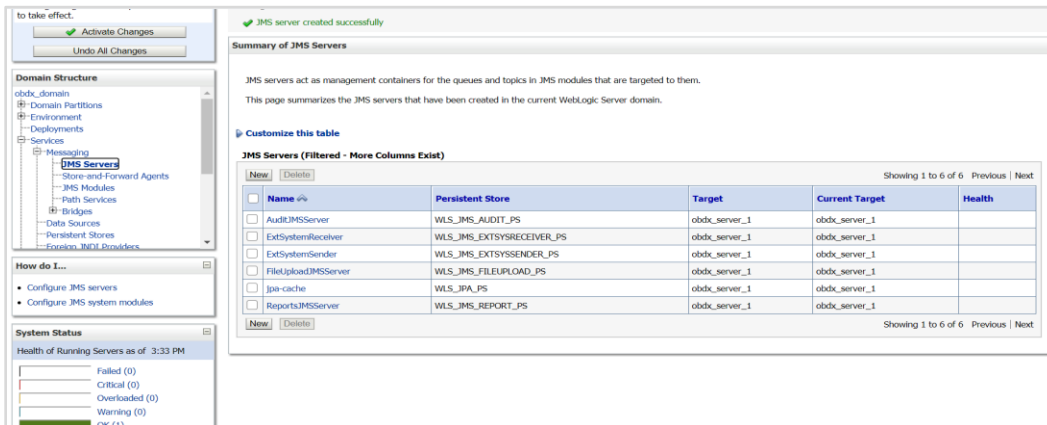 to take effect.
Activate Changes
Undo All Changes
Domain Structure
obdx_domain
Domain Partitions
Environment
Deployments
Services
Messaging
JMS Servers
Store-and-Forward Agents
JMS Modules
Path Services
Bridges
Data Sources
Persistent Stores
Foreign JNDI Providers
How do I...
Configure JMS servers
Configure JMS system modules
System Status
Health of Running Servers as of 3:33 PM
Failed (0)
Critical (0)
Overloaded (0)
Warning (0)
OK (1)
JMS server created successfully
Summary of JMS Servers
JMS servers act as management containers for the queues and topics in JMS modules that are targeted to them.
This page summarizes the JMS servers that have been created in the current WebLogic Server domain.
Customize this table
JMS Servers (Filtered - More Columns Exist)
New Delete Showing 1 to 6 of 6 Previous | Next
Name Persistent Store Target Current Target Health
AuditJMSServer WLS_JMS_AUDIT_PS obdx_server_1 obdx_server_1
ExtSystemReceiver WLS_JMS_EXTSYSRECEIVER_PS obdx_server_1 obdx_server_1
ExtSystemSender WLS_JMS_EXTSYSSENDER_PS obdx_server_1 obdx_server_1
FileUploadJMSServer WLS_JMS_FILEUPLOAD_PS obdx_server_1 obdx_server_1
jpa-cache WLS_JPA_PS obdx_server_1 obdx_server_1
ReportsJMSServer WLS_JMS_REPORT_PS obdx_server_1 obdx_server_1
New Delete Showing 1 to 6 of 6 Previous | Next